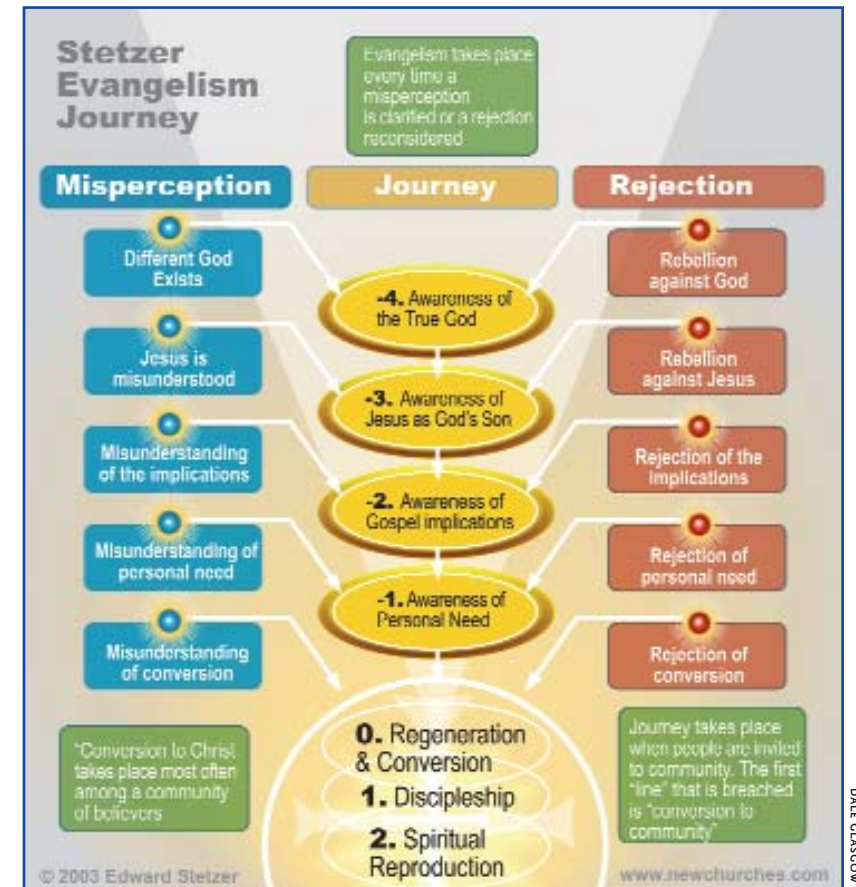 Stetzer
Evangelism
Journey
Evangelism takes place
every time a
misperception
is clarified or a rejection
reconsidered
Misperception
Journey
Rejection
Different God
Exists
-4. Awareness of
the True God
Rebellion
against God
Jesus is
misunderstood
-3. Awareness of
Jesus as God's Son
Rebellion
against Jesus
Misunderstanding
of the implications
-2. Awareness of
Gospel implications
Rejection of the
Implications
Misunderstanding of
personal need
-1. Awareness of
Personal Need
Rejection of
personal need
Misunderstanding
of conversion
Rejection of
conversion
0. Regeneration
& Conversion
1. Discipleship
2. Spiritual
Reproduction
"Conversion to Christ
takes place most often
among a community
of believers
Journey takes place
when people are invited
to community. The first
"line" that is breached
is "conversion to
community"
© 2003 Edward Stetzer
www.newchurches.com
DALE GLASGOW